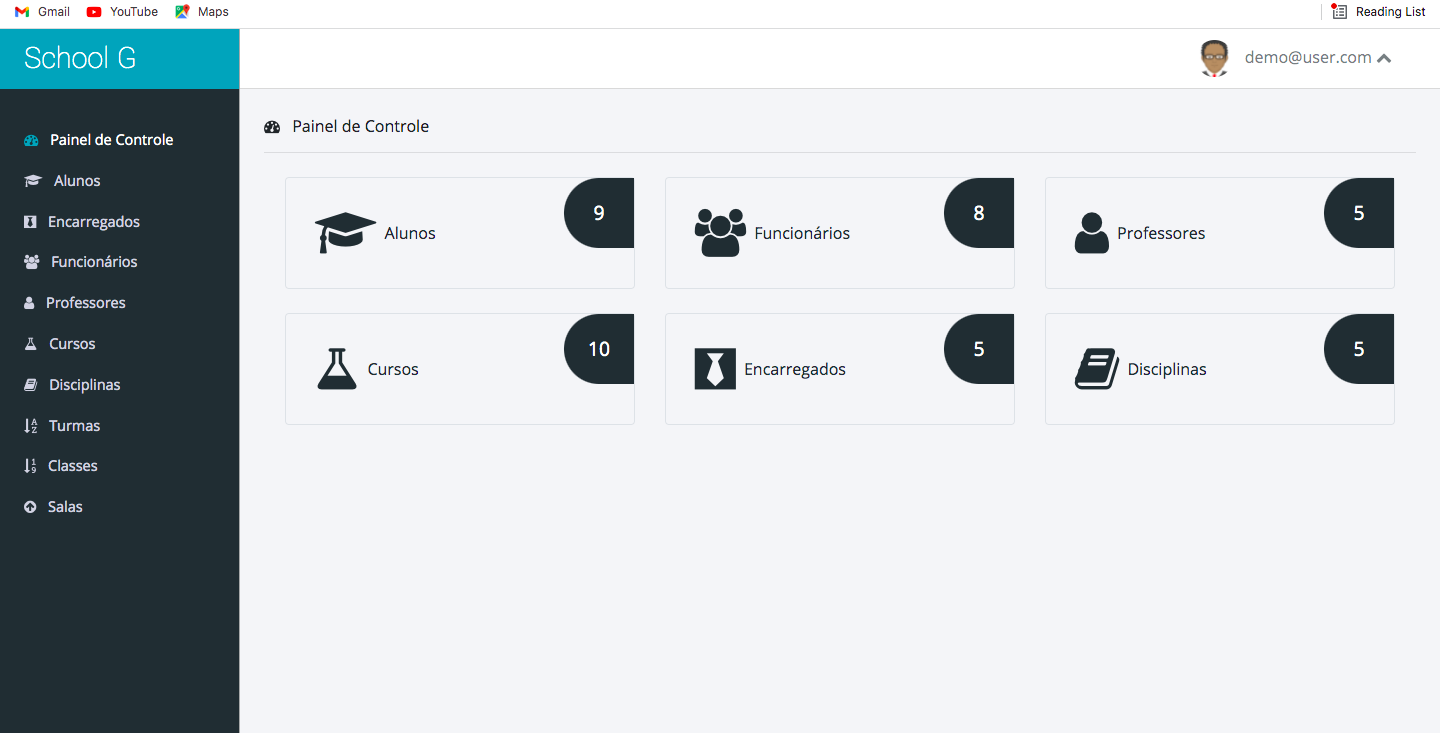 Gmail YouTube Maps Reading List
School G
demo@user.com
Painel de Controle
Alunos
Encarregados
Funcionários
Professores
Cursos
Disciplinas
Turmas
Classes
Salas
Painel de Controle
Alunos 9
Funcionários 8
Professores 5
Cursos 10
Encarregados 5
Disciplinas 5